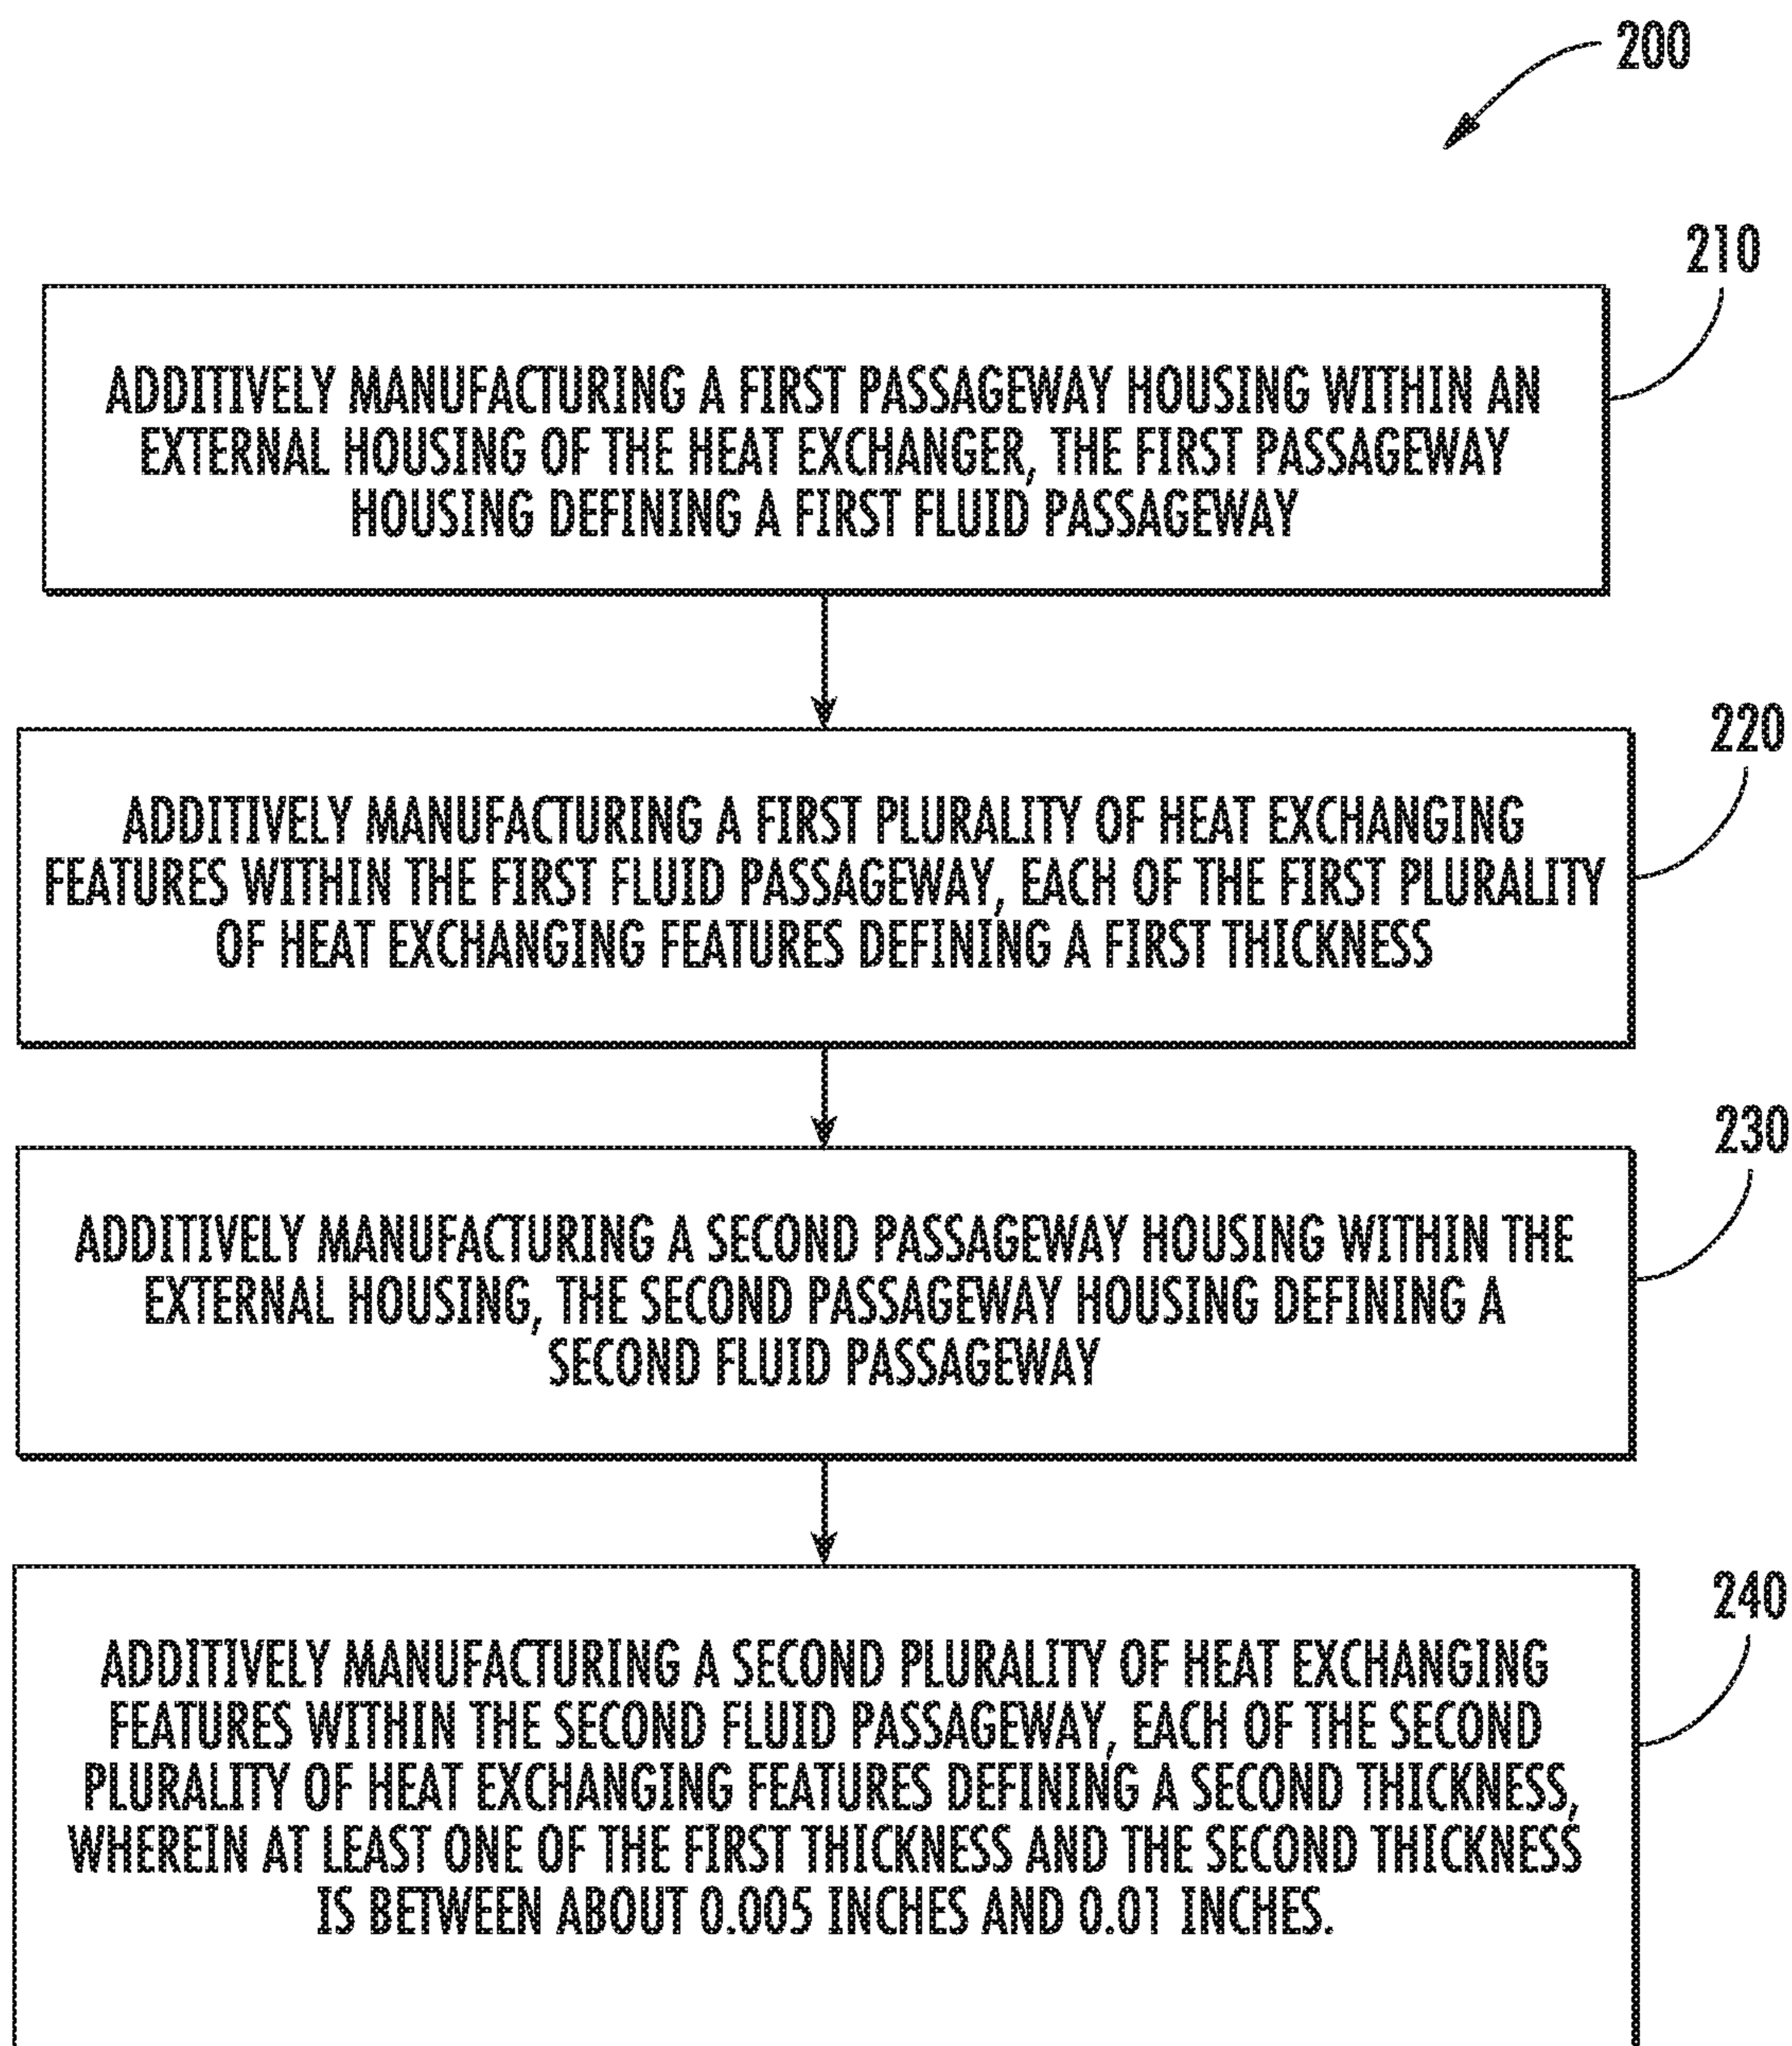 200
210
ADDITIVELY MANUFACTURING A FIRST PASSAGEWAY HOUSING WITHIN AN
EXTERNAL HOUSING OF THE HEAT EXCHANGER, THE FIRST PASSAGEWAY
HOUSING DEFINING A FIRST FLUID PASSAGEWAY
220
ADDITIVELY MANUFACTURING A FIRST PLURALITY OF HEAT EXCHANGING
FEATURES WITHIN THE FIRST FLUID PASSAGEWAY, EACH OF THE FIRST PLURALITY
OF HEAT EXCHANGING FEATURES DEFINING A FIRST THICKNESS
230
ADDITIVELY MANUFACTURING A SECOND PASSAGEWAY HOUSING WITHIN THE
EXTERNAL HOUSING, THE SECOND PASSAGEWAY HOUSING DEFINING A
SECOND FLUID PASSAGEWAY
240
ADDITIVELY MANUFACTURING A SECOND PLURALITY OF HEAT EXCHANGING
FEATURES WITHIN THE SECOND FLUID PASSAGEWAY, EACH OF THE SECOND
PLURALITY OF HEAT EXCHANGING FEATURES DEFINING A SECOND THICKNESS,
WHEREIN AT LEAST ONE OF THE FIRST THICKNESS AND THE SECOND THICKNESS
IS BETWEEN ABOUT 0.005 INCHES AND 0.01 INCHES.